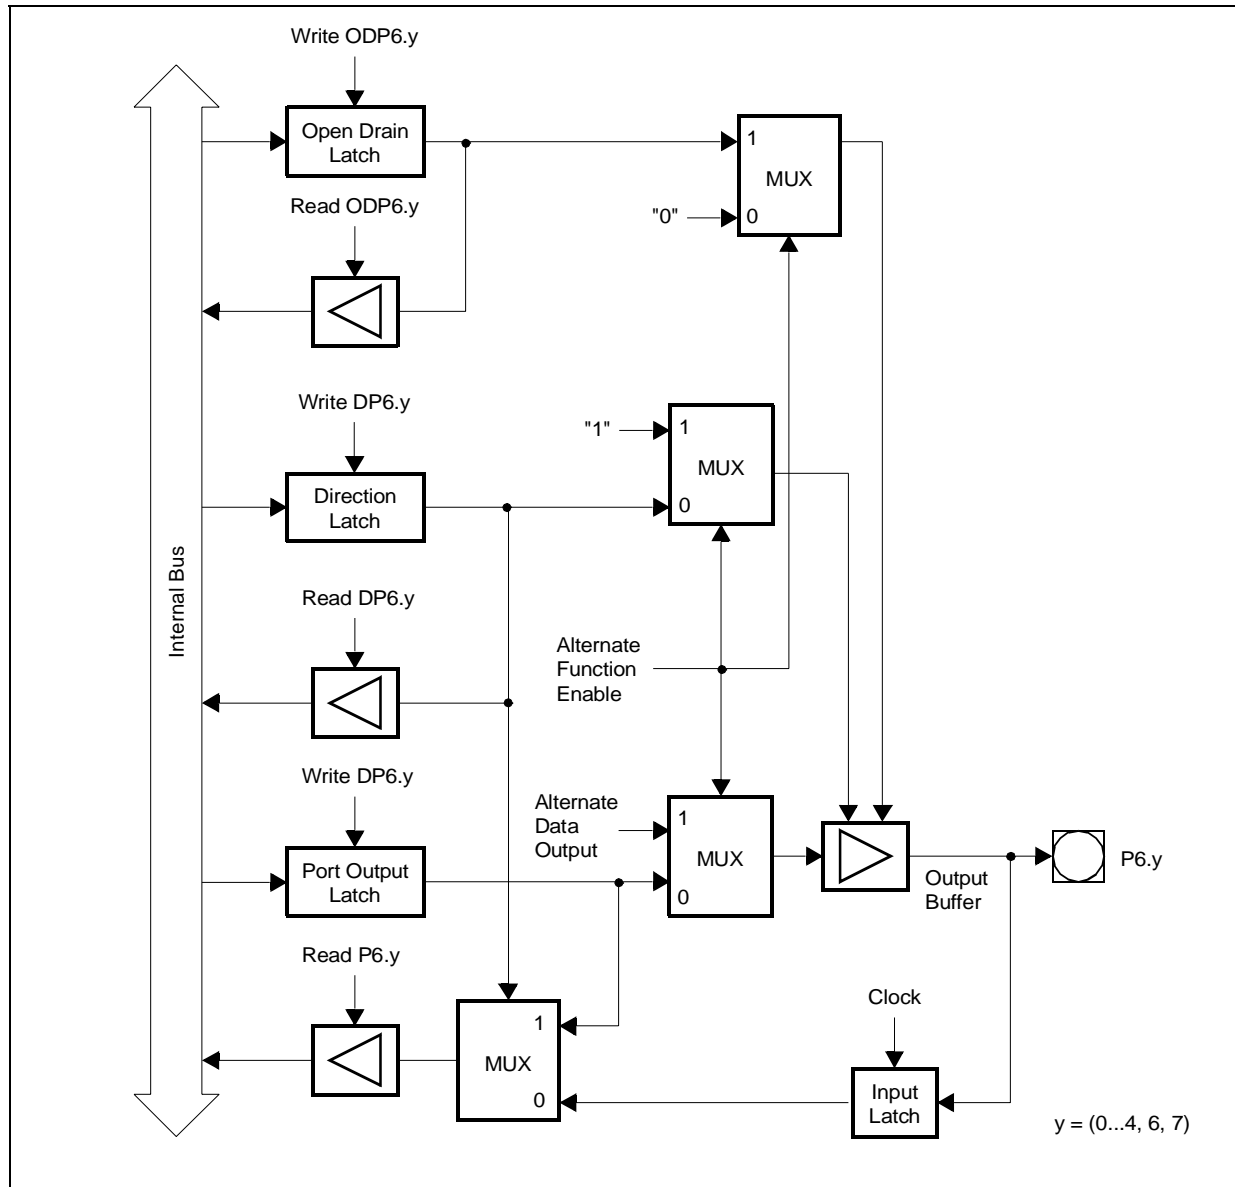 Write ODP6.y
Open Drain
Latch
1
MUX
"0"
0
Read ODP6.y
Write DP6.y
"1"
1
MUX
Direction
Latch
0
Internal Bus
Read DP6.y
Alternate
Function
Enable
Write DP6.y
Alternate
Data
Output
1
MUX
0
Port Output
Latch
P6.y
Output
Buffer
Read P6.y
Clock
1
MUX
0
Input
Latch
y = (0...4, 6, 7)